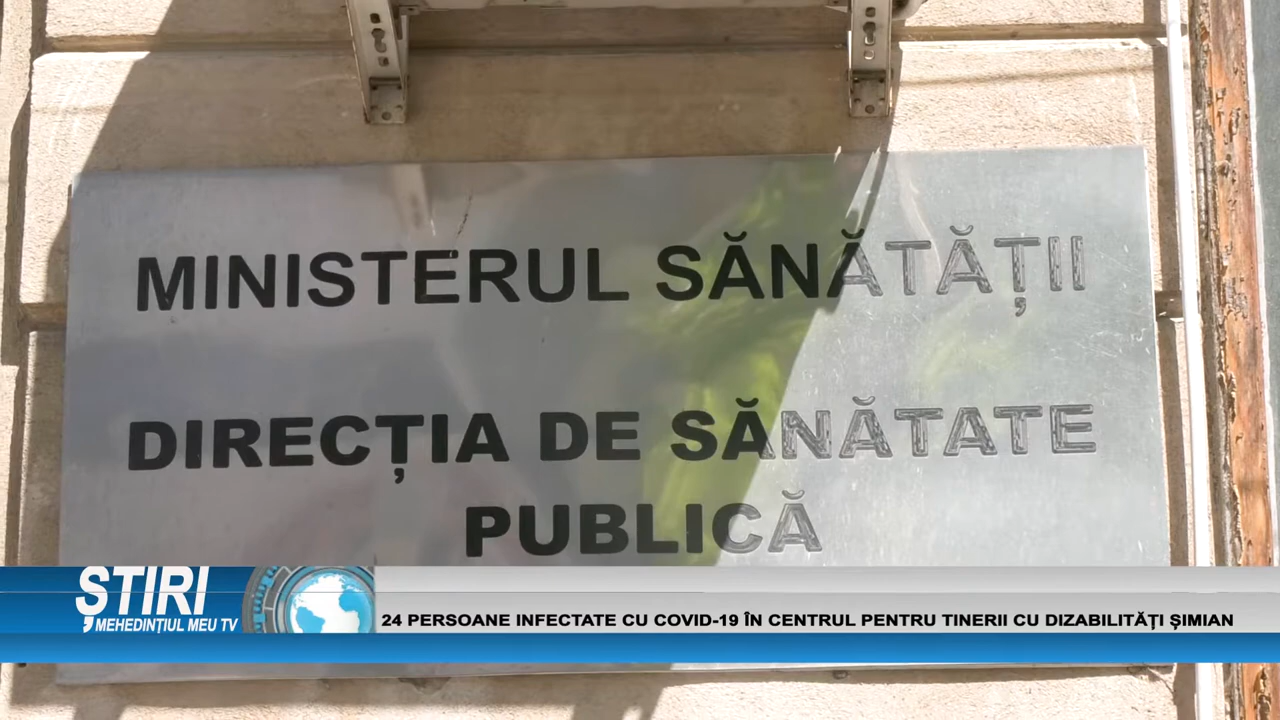 MINISTERUL SĂNĂTĂȚII
DIRECȚIA DE SĂNĂTATE
PUBLICĂ
ȘTIRI
MEHEDINȚIUL MEU TV
24 PERSOANE INFECTATE CU COVID-19 ÎN CENTRUL PENTRU TINERII CU DIZABILITĂȚI ȘIMIAN